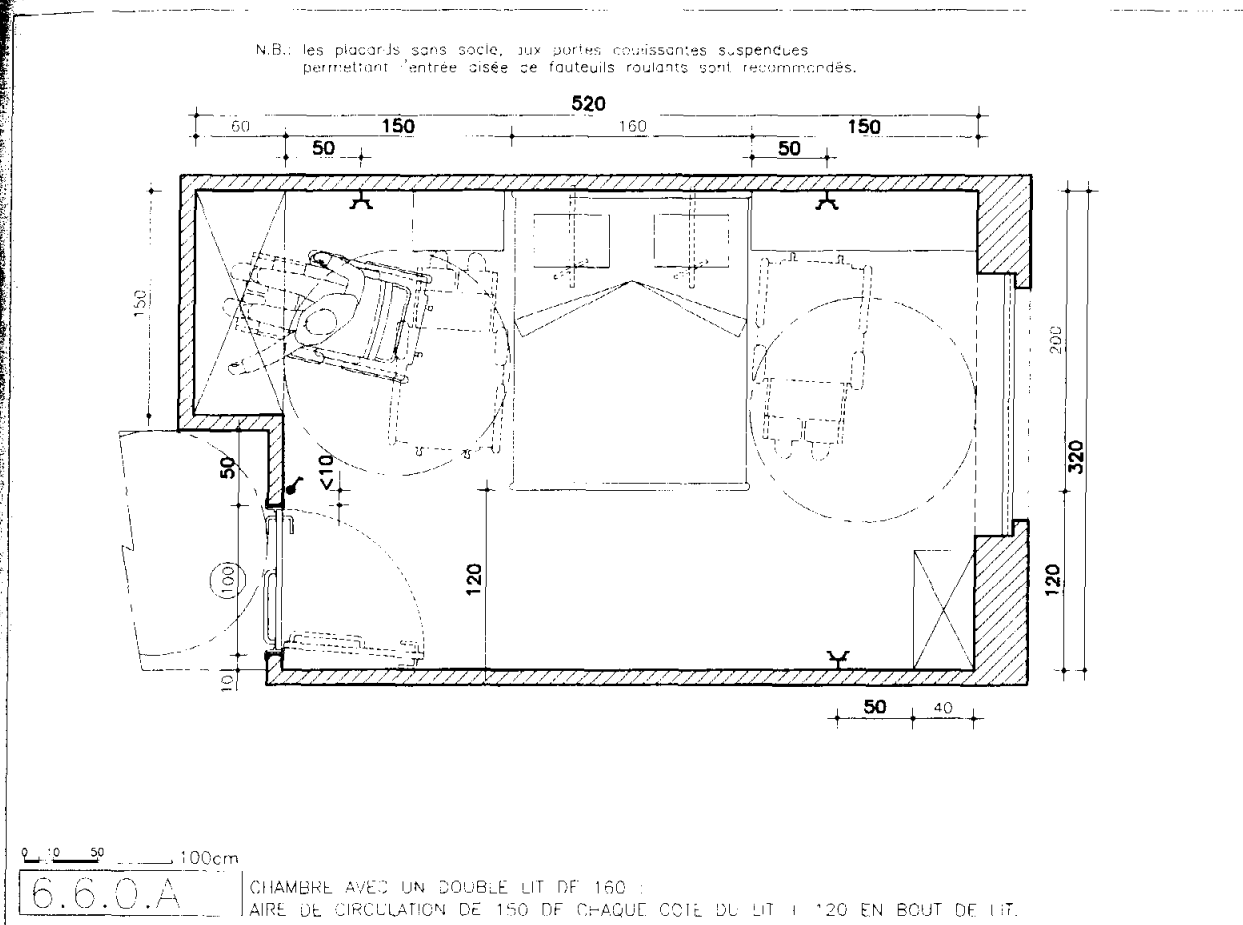 N.B.: les placards sans socle, aux portes coulissantes suspendues
permettant l'entrée aisée de fauteuils roulants sont recommandés.
520
60 150 160 150
50 50
150
200
320
50
<10
100
120
120
10
50 40
0 10 50 100cm
6.6.0.A
CHAMBRE AVEC UN DOUBLE LIT DE 160 :
AIRE DE CIRCULATION DE 150 DE CHAQUE COTE DU LIT + 120 EN BOUT DE LIT.